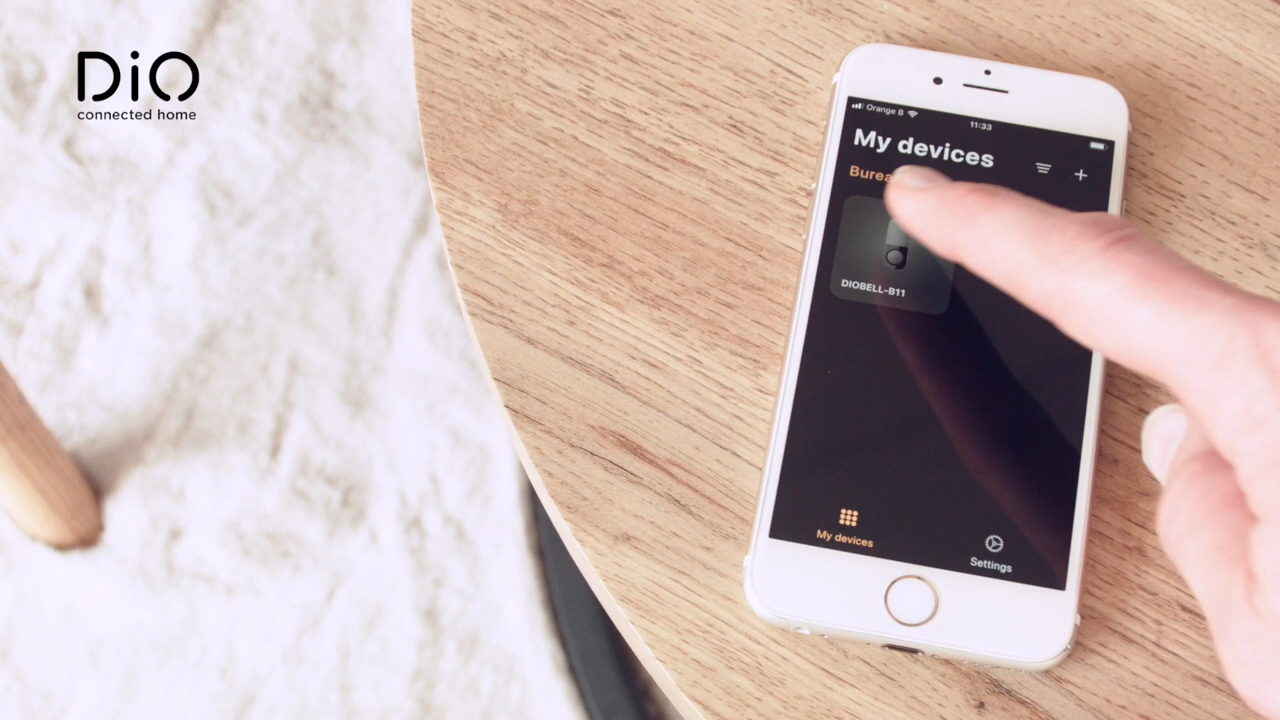 DiO
connected home
Orange B
11:33
My devices
DIOBELL-B11
My devices
Settings